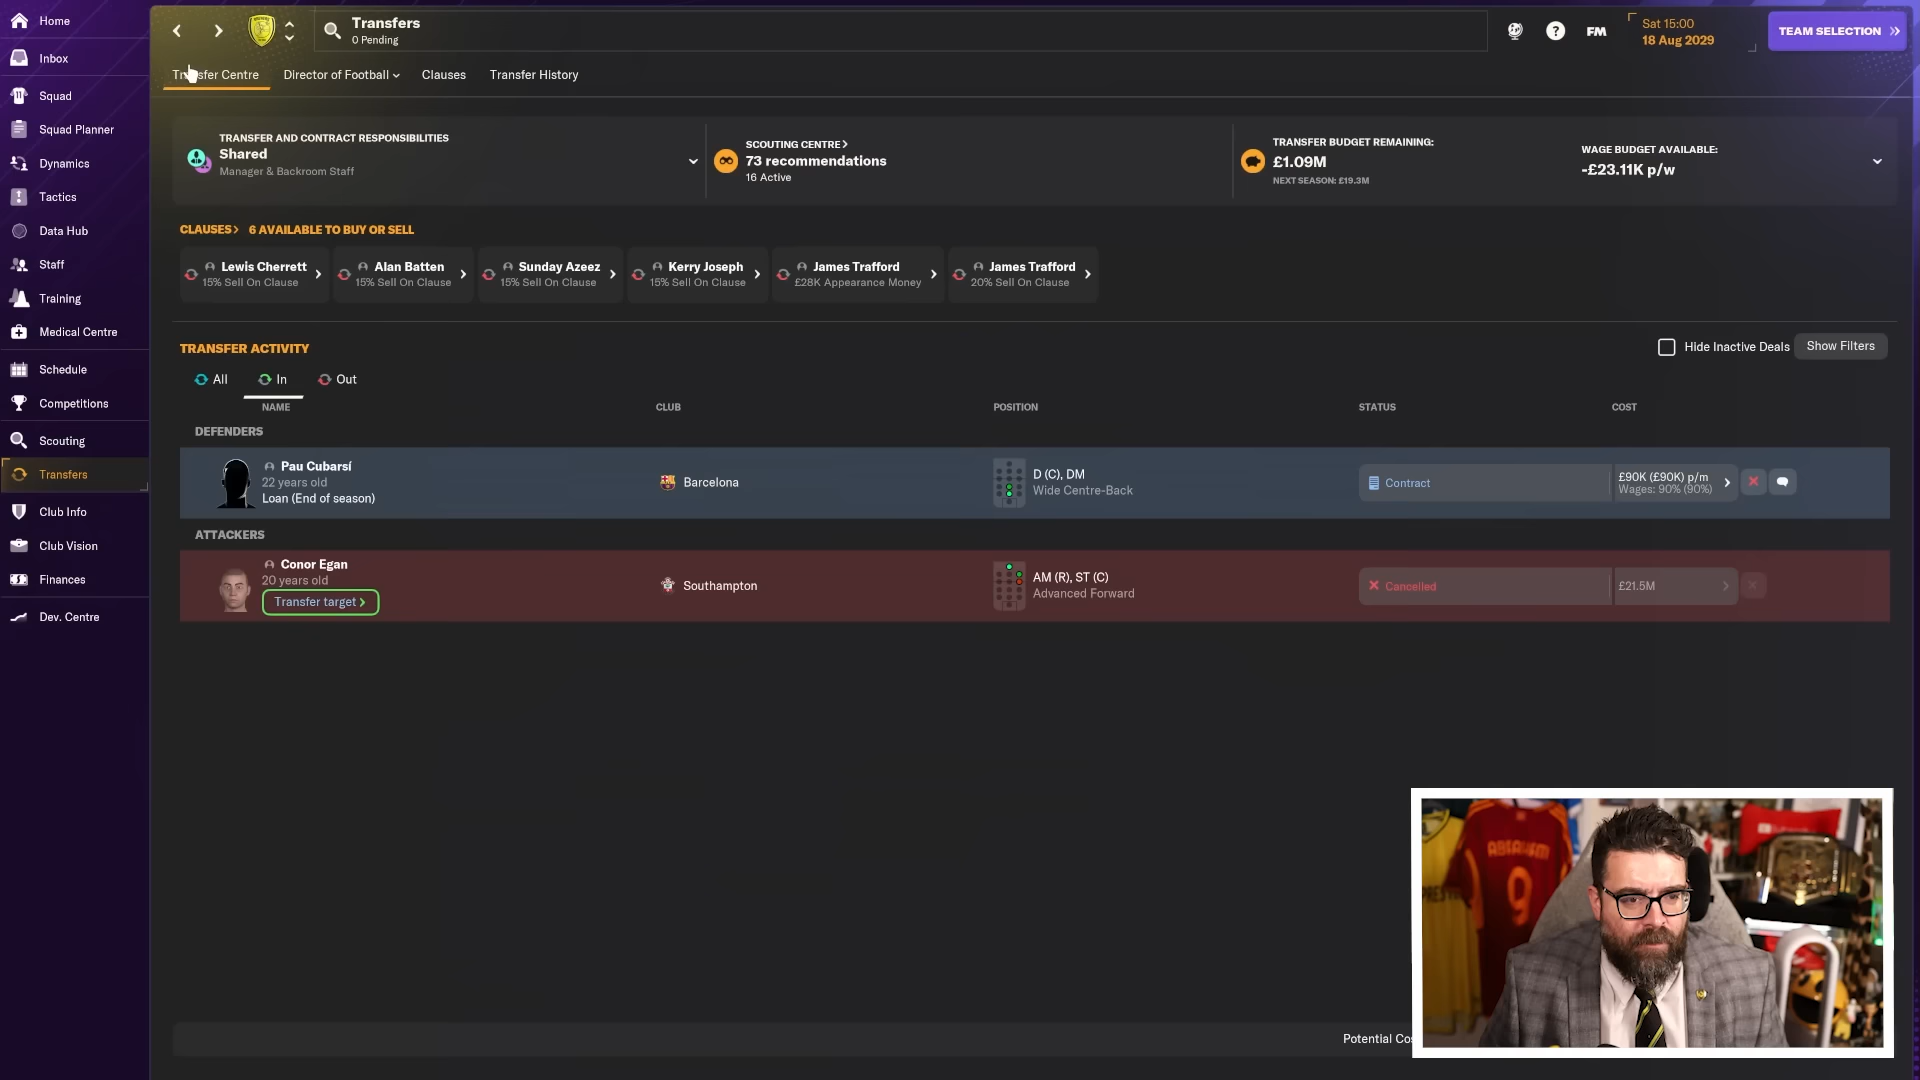 Home
Inbox
Squad
Squad Planner
Dynamics
Tactics
Data Hub
Staff
Training
Medical Centre
Schedule
Competitions
Scouting
Transfers
Club Info
Club Vision
Finances
Dev. Centre
Transfers
0 Pending
FM
Sat 15:00
18 Aug 2029
TEAM SELECTION
Transfer Centre
Director of Football
Clauses
Transfer History
TRANSFER AND CONTRACT RESPONSIBILITIES
Shared
Manager & Backroom Staff
SCOUTING CENTRE
73 recommendations
16 Active
TRANSFER BUDGET REMAINING:
£1.09M
NEXT SEASON: £19.3M
WAGE BUDGET AVAILABLE:
-£23.11K p/w
CLAUSES 6 AVAILABLE TO BUY OR SELL
Lewis Cherrett
15% Sell On Clause
Alan Batten
15% Sell On Clause
Sunday Azeez
15% Sell On Clause
Kerry Joseph
15% Sell On Clause
James Trafford
£28K Appearance Money
James Trafford
20% Sell On Clause
TRANSFER ACTIVITY
Hide Inactive Deals
Show Filters
All
In
Out
NAME CLUB POSITION STATUS COST
DEFENDERS
Pau Cubarsí
22 years old
Loan (End of season)
Barcelona
D (C), DM
Wide Centre-Back
Contract
£90K (£90K) p/m
Wages: 90% (90%)
ATTACKERS
Conor Egan
20 years old
Transfer target
Southampton
AM (R), ST (C)
Advanced Forward
Cancelled
£21.5M
ABRAHAM
9